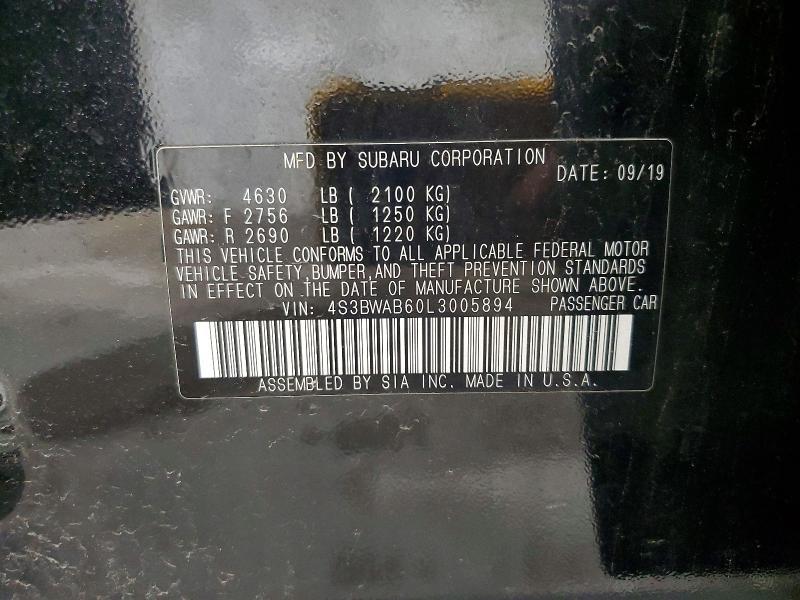 MFD BY SUBARU CORPORATION
DATE: 09/19
GVWR: 4630 LB ( 2100 KG)
GAWR: F 2756 LB ( 1250 KG)
GAWR: R 2690 LB ( 1220 KG)
THIS VEHICLE CONFORMS TO ALL APPLICABLE FEDERAL MOTOR
VEHICLE SAFETY, BUMPER, AND THEFT PREVENTION STANDARDS
IN EFFECT ON THE DATE OF MANUFACTURE SHOWN ABOVE.
VIN: 4S3BWAB60L3005894 PASSENGER CAR
ASSEMBLED BY SIA INC. MADE IN U.S.A.